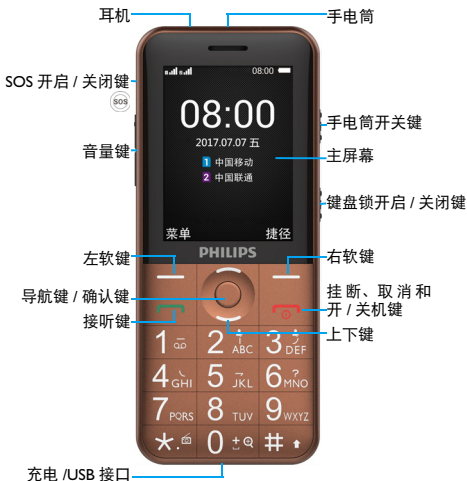 耳机
手电筒
SOS 开启 / 关闭键
SOS
音量键
08:00
08:00
2017.07.07 五
1 中国移动
2 中国联通
菜单 捷径
PHILIPS
手电筒开关键
主屏幕
键盘锁开启 / 关闭键
左软键
右软键
导航键 / 确认键
接听键
挂断、取消和
开 / 关机键
上下键
1 2 ABC 3 DEF
4 GHI 5 JKL 6 MNO
7 PQRS 8 TUV 9 WXYZ
* . 0 + #
充电 /USB 接口